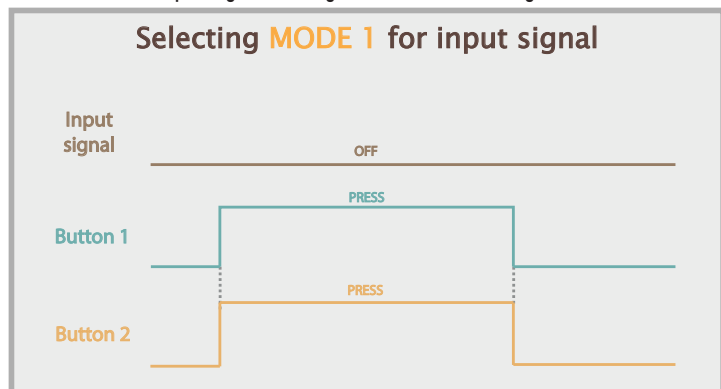 Selecting MODE 1 for input signal
Input
signal
OFF
PRESS
Button 1
PRESS
Button 2